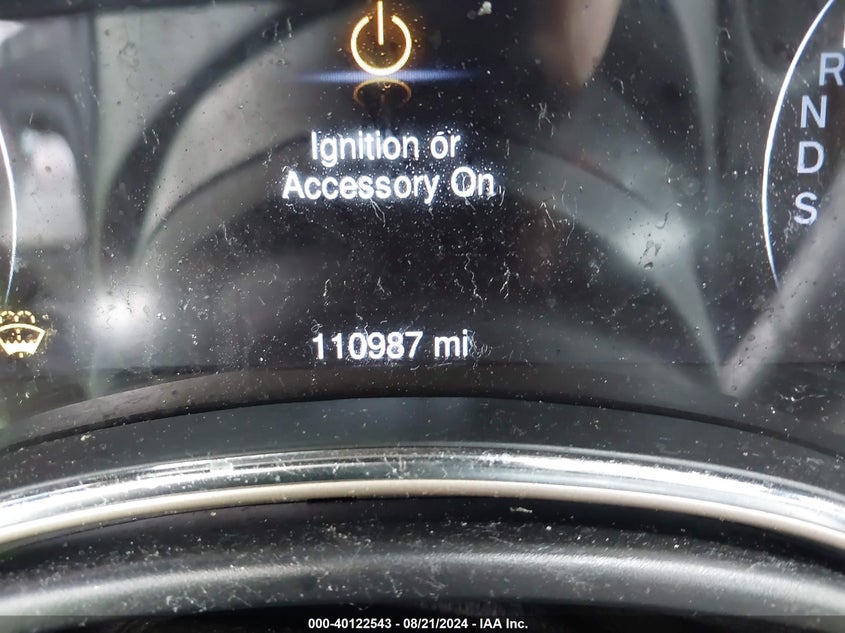 R
N
D
S
Ignition or
Accessory On
110987 mi
000-40122543 - 08/21/2024 - IAA Inc.